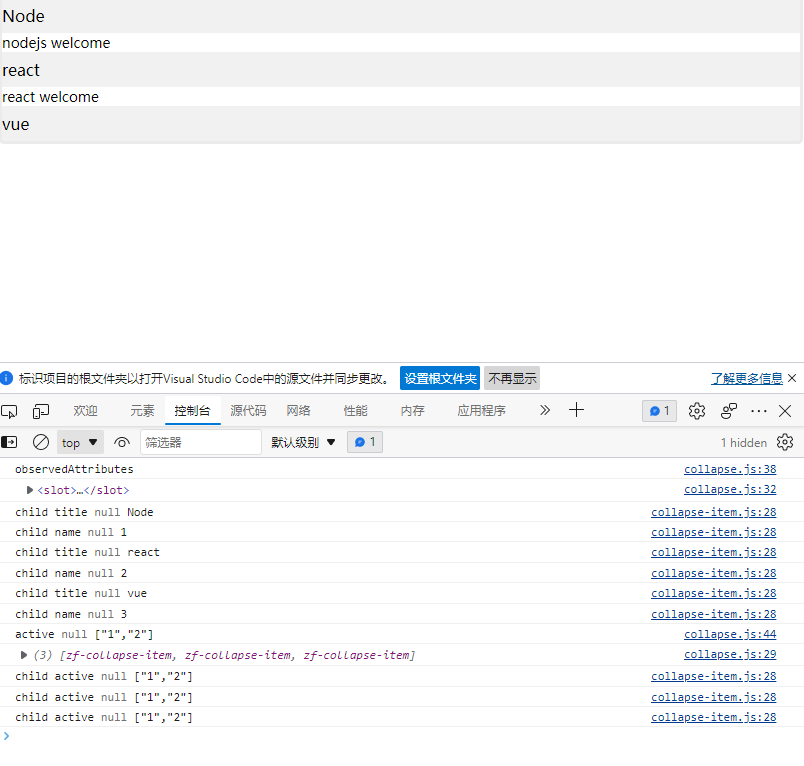 Node
nodejs welcome
react
react welcome
vue
标识项目的根文件夹以打开Visual Studio Code中的源文件并同步更改。 设置根文件夹 不再显示 了解更多信息
欢迎 元素 控制台 源代码 网络 性能 内存 应用程序 1
top 筛选器 默认级别 1 1 hidden
observedAttributes collapse.js:38
<slot>…</slot> collapse.js:32
child title null Node collapse-item.js:28
child name null 1 collapse-item.js:28
child title null react collapse-item.js:28
child name null 2 collapse-item.js:28
child title null vue collapse-item.js:28
child name null 3 collapse-item.js:28
active null ["1","2"] collapse.js:44
(3) [zf-collapse-item, zf-collapse-item, zf-collapse-item] collapse.js:29
child active null ["1","2"] collapse-item.js:28
child active null ["1","2"] collapse-item.js:28
child active null ["1","2"] collapse-item.js:28